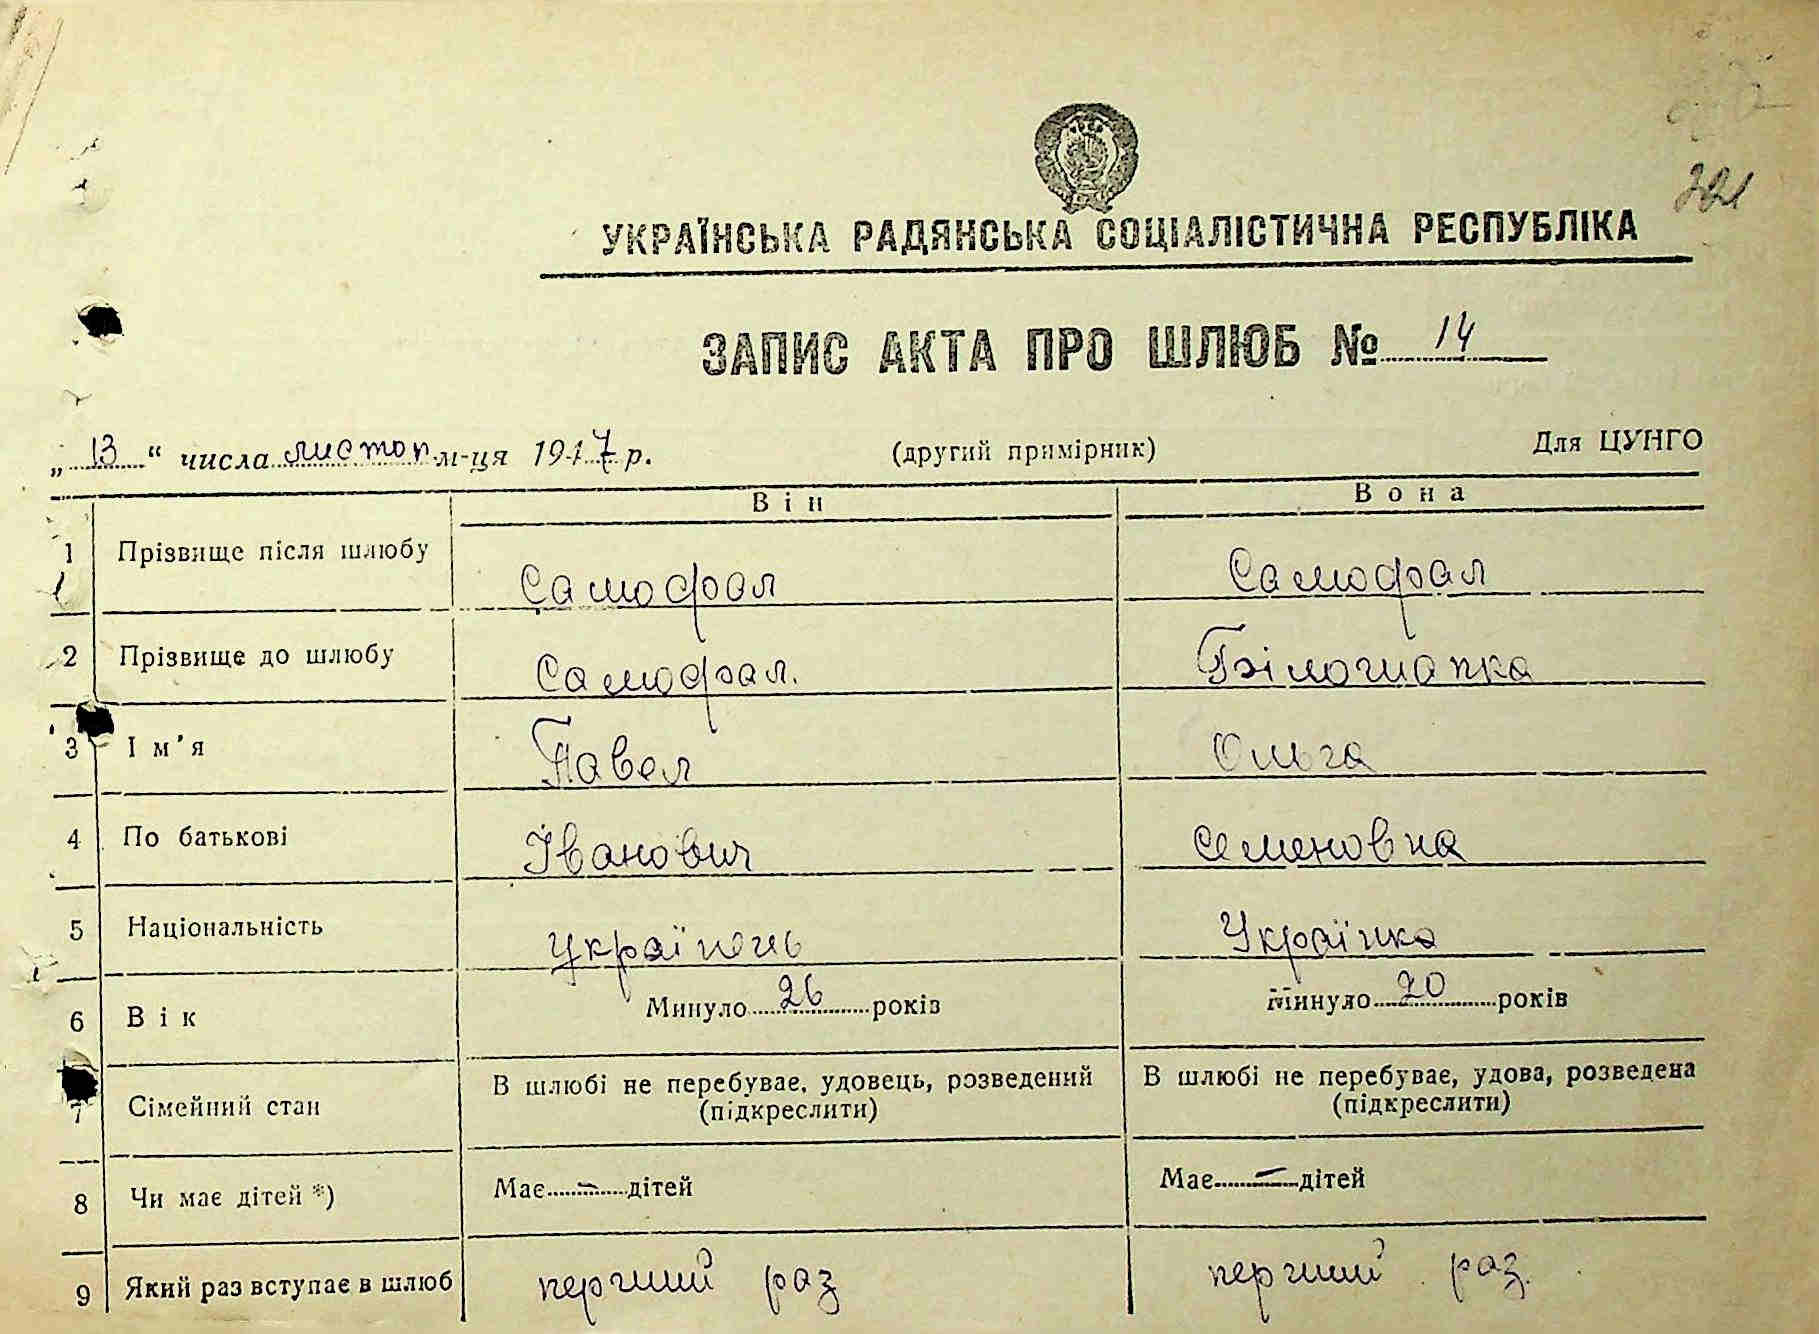 321
УКРАЇНСЬКА РАДЯНСЬКА СОЦІАЛІСТИЧНА РЕСПУБЛІКА
ЗАПИС АКТА ПРО ШЛЮБ № 14
„13“ числа листоп м-ця 1947 р. (другий примірник) Для ЦУНГО
Він Вона
1 Прізвище після шлюбу Самофал Самофал
2 Прізвище до шлюбу Самофал. Білошапка
3 Ім'я Павел Ольга
4 По батькові Іванович Семеновна
5 Національність Українець Українка
6 Вік Минуло 26 років Минуло 20 років
7 Сімейний стан В шлюбі не перебуває, удовець, розведений (підкреслити) В шлюбі не перебуває, удова, розведена (підкреслити)
8 Чи має дітей *) Має – дітей Має – дітей
9 Який раз вступає в шлюб перший раз перший раз.